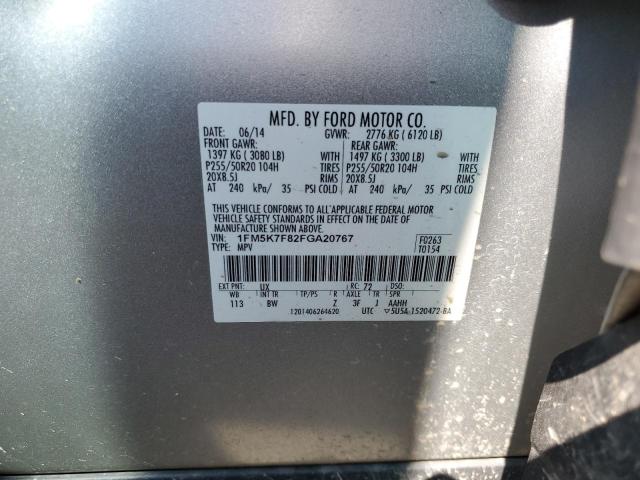 MFD. BY FORD MOTOR CO.
DATE: 06/14 GVWR: 2776 KG ( 6120 LB)
FRONT GAWR: REAR GAWR:
1397 KG ( 3080 LB) WITH 1497 KG ( 3300 LB) WITH
P255/50R20 104H TIRES P255/50R20 104H TIRES
20X8.5J RIMS 20X8.5J RIMS
AT 240 kPa/ 35 PSI COLD AT 240 kPa/ 35 PSI COLD
THIS VEHICLE CONFORMS TO ALL APPLICABLE FEDERAL MOTOR
VEHICLE SAFETY STANDARDS IN EFFECT ON THE DATE OF
MANUFACTURE SHOWN ABOVE.
VIN: 1FM5K7F82FGA20767 F0263
TYPE: MPV T0154
EXT PNT: UX RC: 72 DSO:
WB INT TR TP/PS R AXLE TR SPR
113 BW Z 3F J AAHH
1201406264620 UTC ▽5U5A-1520472-BA